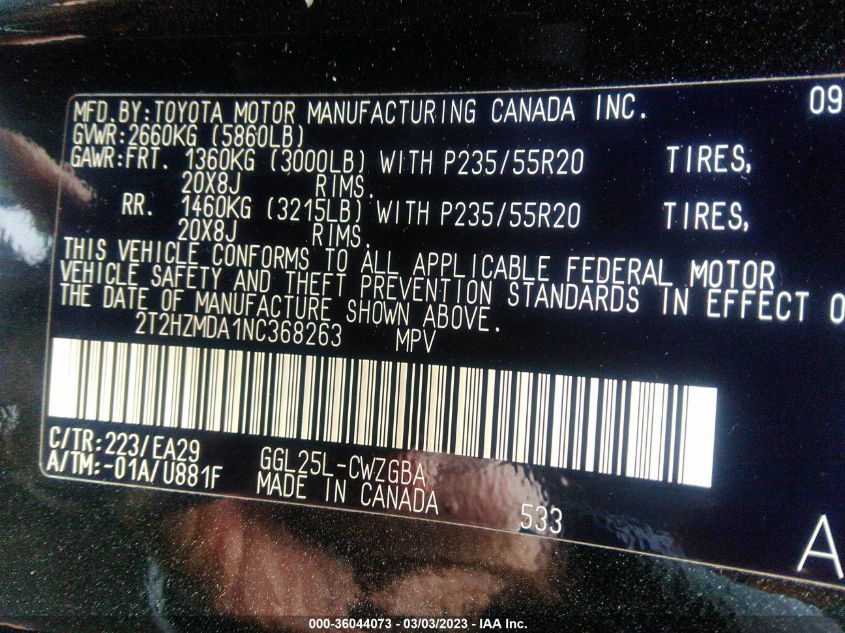 MFD.BY:TOYOTA MOTOR MANUFACTURING CANADA INC. 09
GVWR:2660KG (5860LB)
GAWR:FRT. 1360KG (3000LB) WITH P235/55R20 TIRES,
20X8J RIMS.
RR. 1460KG (3215LB) WITH P235/55R20 TIRES,
20X8J RIMS.
THIS VEHICLE CONFORMS TO ALL APPLICABLE FEDERAL MOTOR
VEHICLE SAFETY AND THEFT PREVENTION STANDARDS IN EFFECT O
THE DATE OF MANUFACTURE SHOWN ABOVE.
2T2HZMDA1NC368263 MPV
C/TR:223/EA29 GGL25L-CWZGBA
A/TM:-01A/U881F MADE IN CANADA
533
A
000-36044073 - 03/03/2023 - IAA Inc.